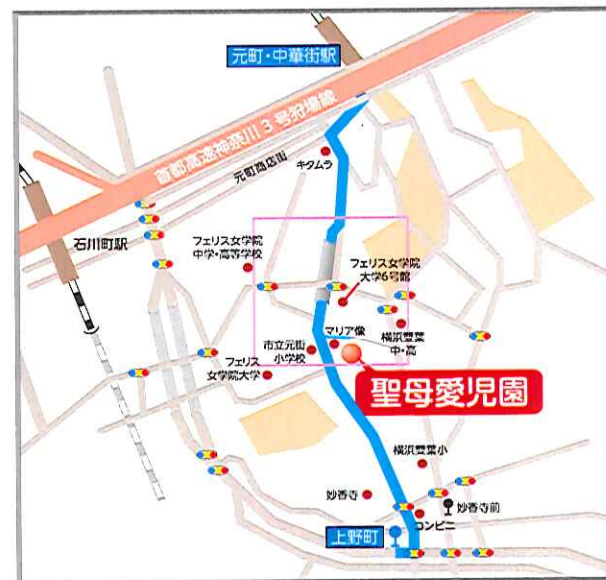 元町・中華街駅
首都高速神奈川3号狩場線
元町商店街
キタムラ
石川町駅
フェリス女学院
中学・高等学校
フェリス女学院
大学6号館
マリア像
横浜雙葉
中・高
市立元街
小学校
フェリス
女学院大学
聖母愛児園
横浜雙葉小
妙香寺
妙香寺前
コンビニ
上野町